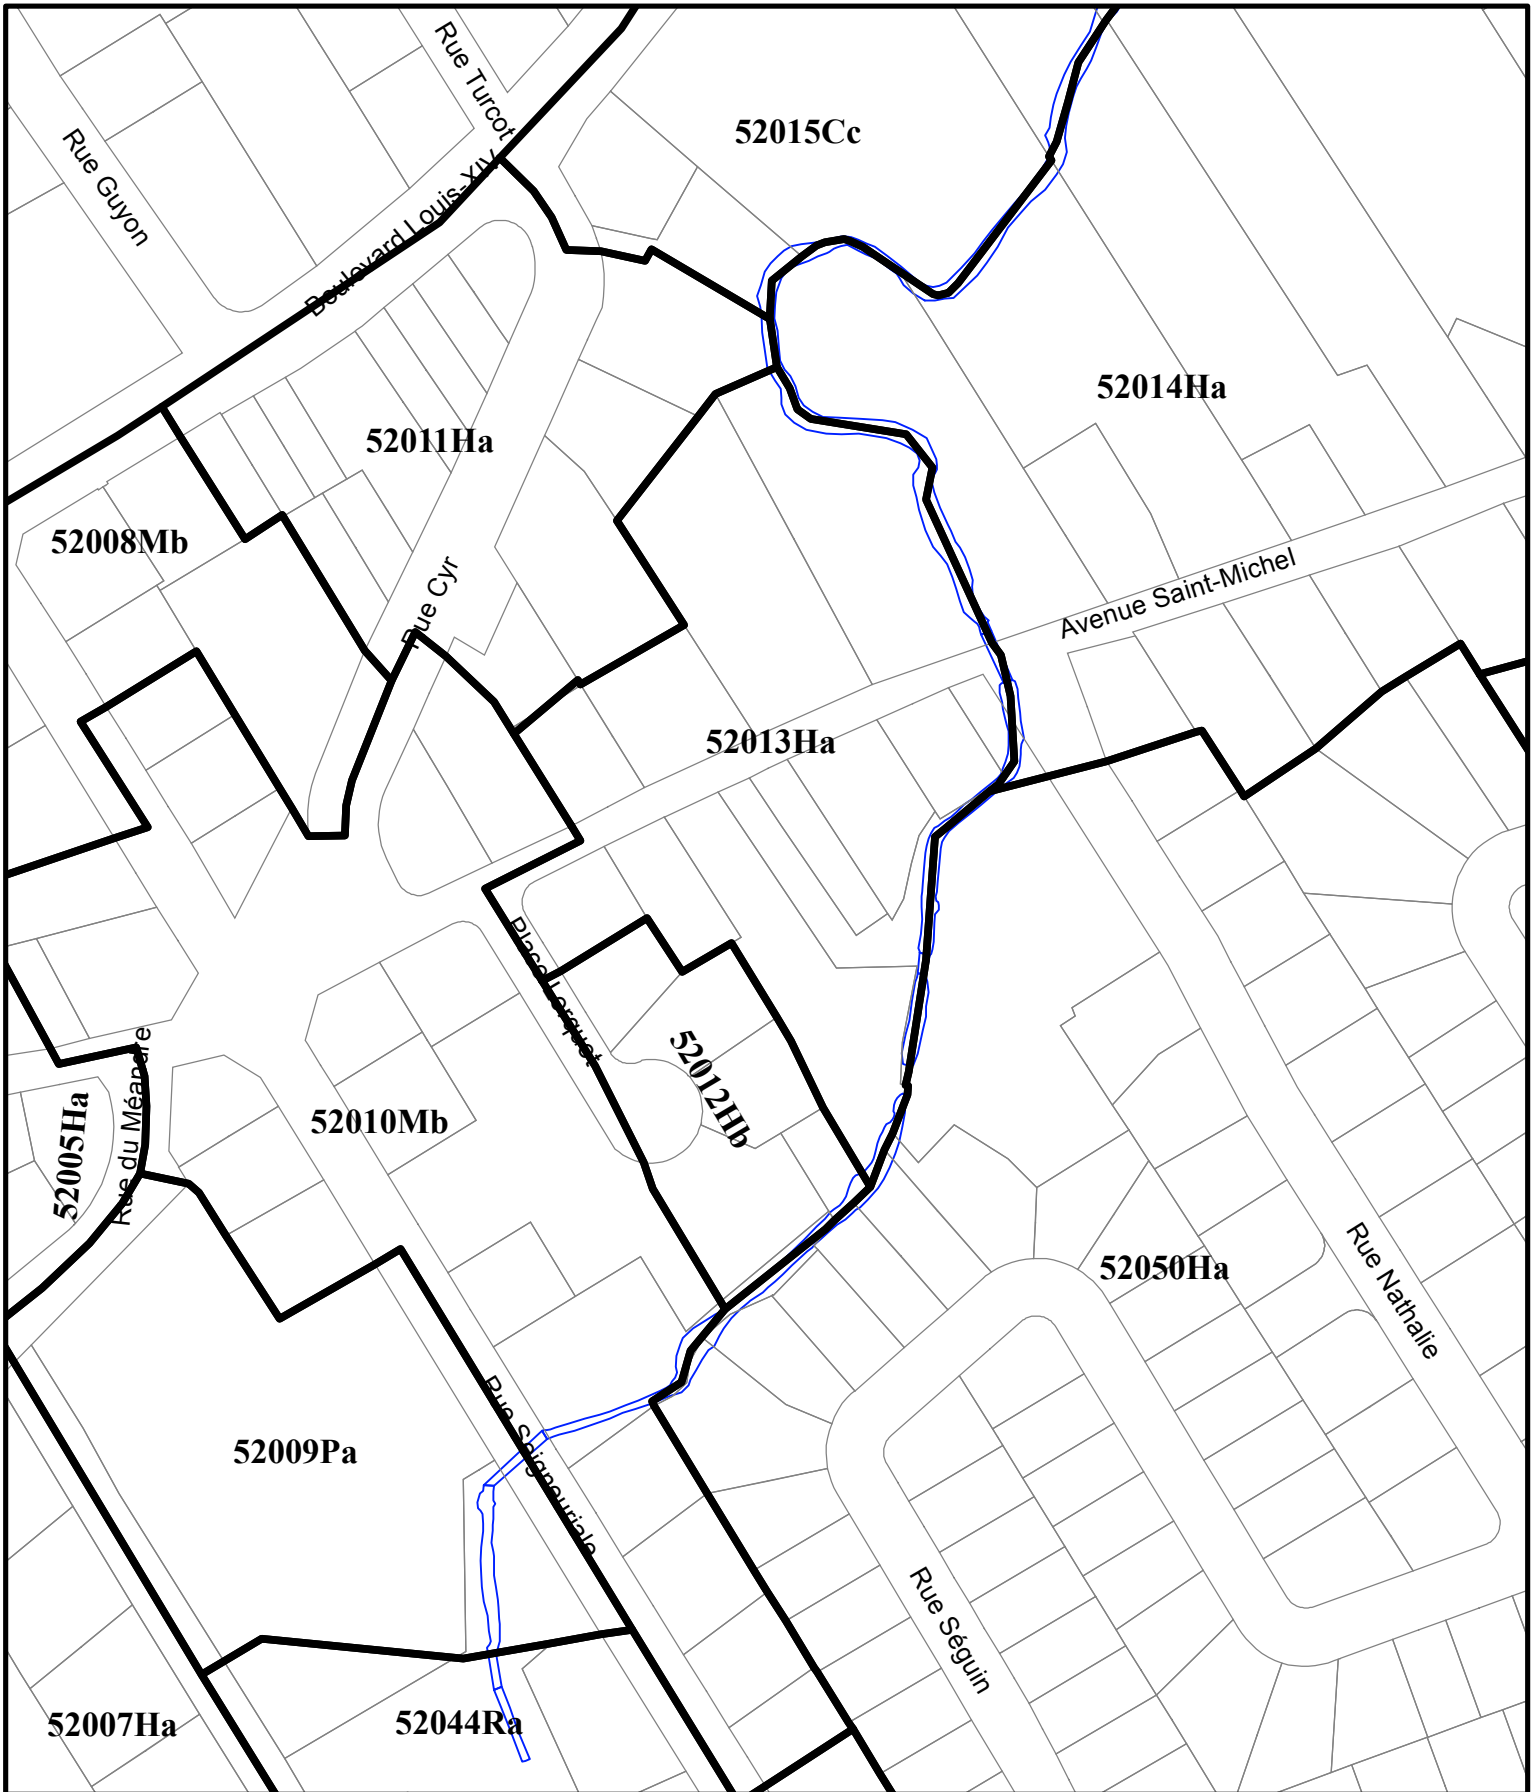 Rue Turcot
52015Cc
Rue Guyon
Boulevard Louis-XIV
52014Ha
52011Ha
52008Mb
Rue Cyr
Avenue Saint-Michel
52013Ha
Place Lorquet
52012Hb
Rue du Méandre
52005Ha
52010Mb
52050Ha
Rue Nathalie
Rue Seigneuriale
52009Pa
Rue Séguin
52007Ha
52044Ra